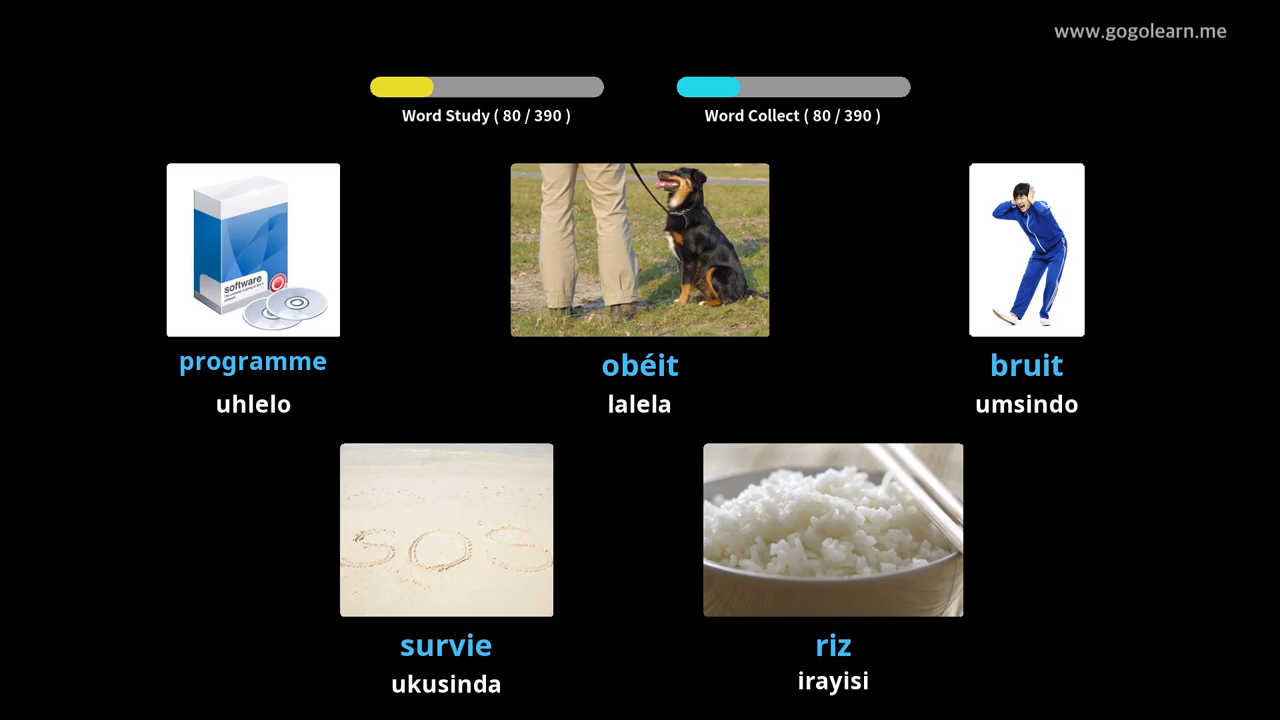 www.gogolearn.me
Word Study ( 80 / 390 )
Word Collect ( 80 / 390 )
software
programme
uhlelo
obéit
lalela
bruit
umsindo
SOS
survie
ukusinda
riz
irayisi